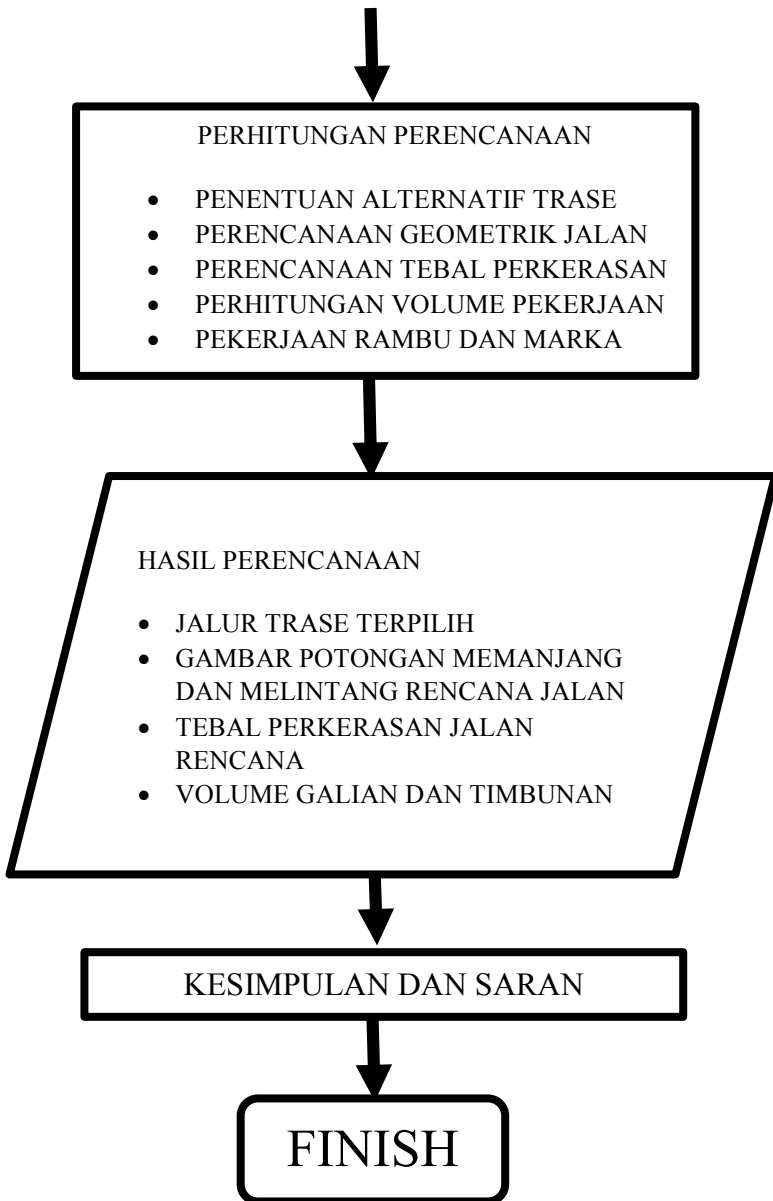 PERHITUNGAN PERENCANAAN
• PENENTUAN ALTERNATIF TRASE
• PERENCANAAN GEOMETRIK JALAN
• PERENCANAAN TEBAL PERKERASAN
• PERHITUNGAN VOLUME PEKERJAAN
• PEKERJAAN RAMBU DAN MARKA
HASIL PERENCANAAN
• JALUR TRASE TERPILIH
• GAMBAR POTONGAN MEMANJANG
DAN MELINTANG RENCANA JALAN
• TEBAL PERKERASAN JALAN
RENCANA
• VOLUME GALIAN DAN TIMBUNAN
KESIMPULAN DAN SARAN
FINISH